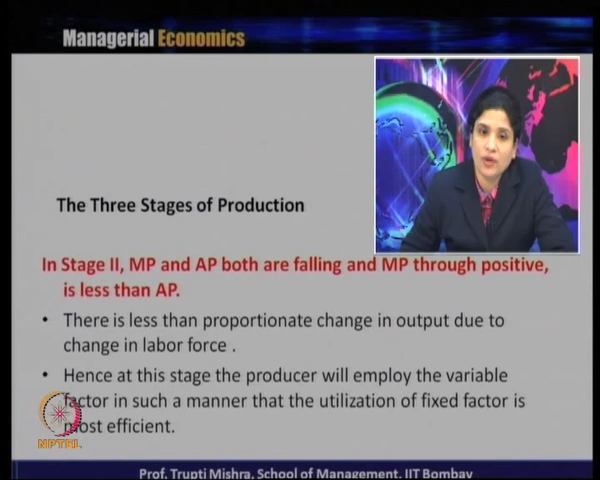 Managerial Economics
The Three Stages of Production
In Stage II, MP and AP both are falling and MP through positive,
is less than AP.
• There is less than proportionate change in output due to
change in labor force .
• Hence at this stage the producer will employ the variable
factor in such a manner that the utilization of fixed factor is
most efficient.
NPTEL
Prof. Trupti Mishra, School of Management, IIT Bombay